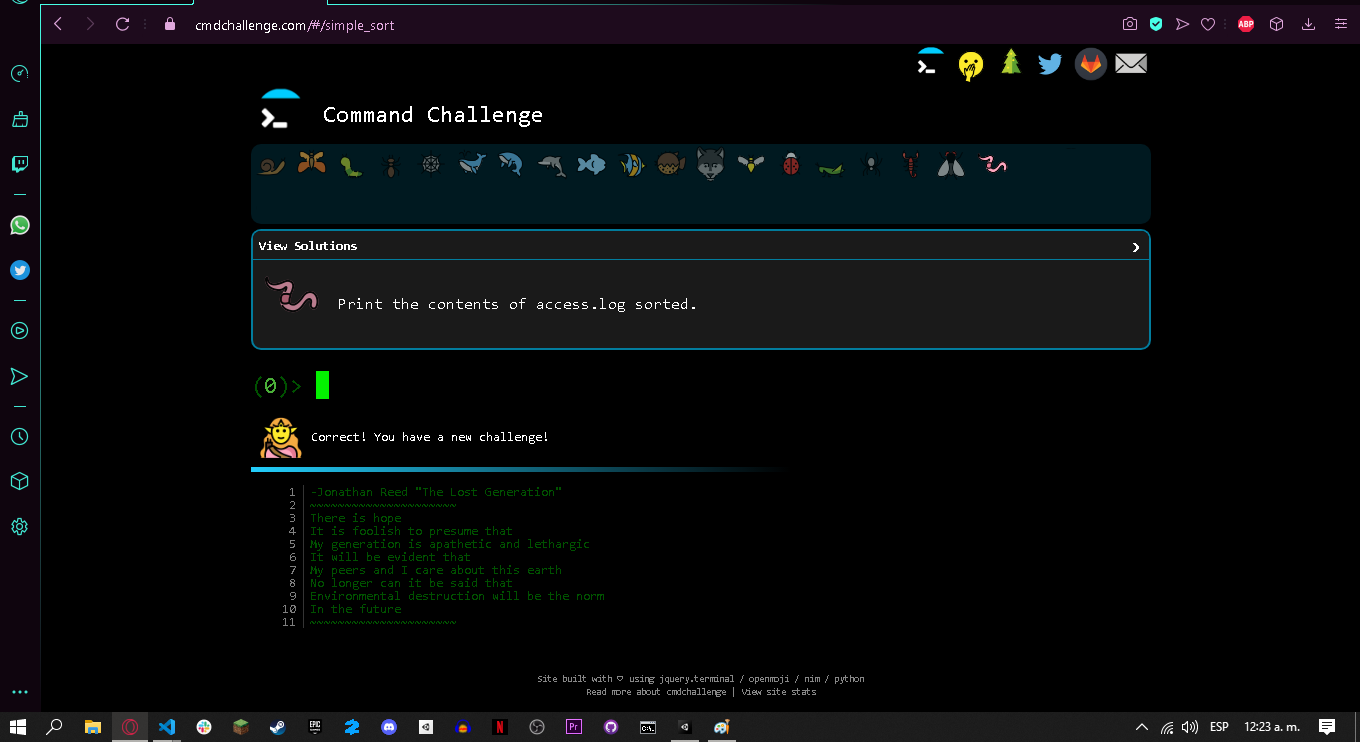 cmdchallenge.com/#/simple_sort
ABP
Command Challenge
View Solutions
Print the contents of access.log sorted.
(0)>
Correct! You have a new challenge!
1 -Jonathan Reed "The Lost Generation"
2 ~~~~~~~~~~~~~~~~~~~~~
3 There is hope
4 It is foolish to presume that
5 My generation is apathetic and lethargic
6 It will be evident that
7 My peers and I care about this earth
8 No longer can it be said that
9 Environmental destruction will be the norm
10 In the future
11 ~~~~~~~~~~~~~~~~~~~~~
Site built with ♡ using jquery.terminal / openmoji / nim / python
Read more about cmdchallenge | View site stats
EPIC
N
Pr
C:\.
ESP
12:23 a. m.